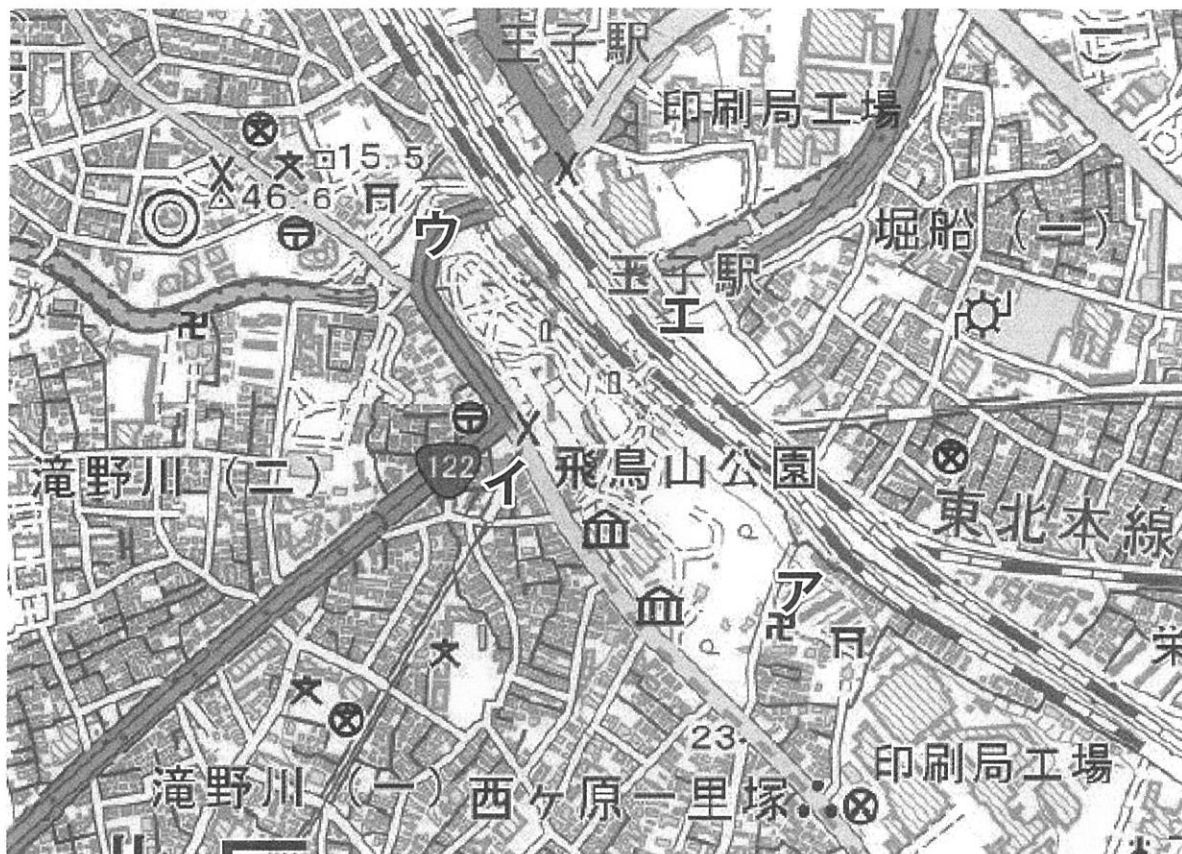 王子駅
印刷局工場
15.5
46.6
ウ
堀船(一)
王子駅
エ
122
イ
飛鳥山公園
滝野川(二)
東北本線
ア
栄
23.
印刷局工場
滝野川(一)
西ヶ原一里塚